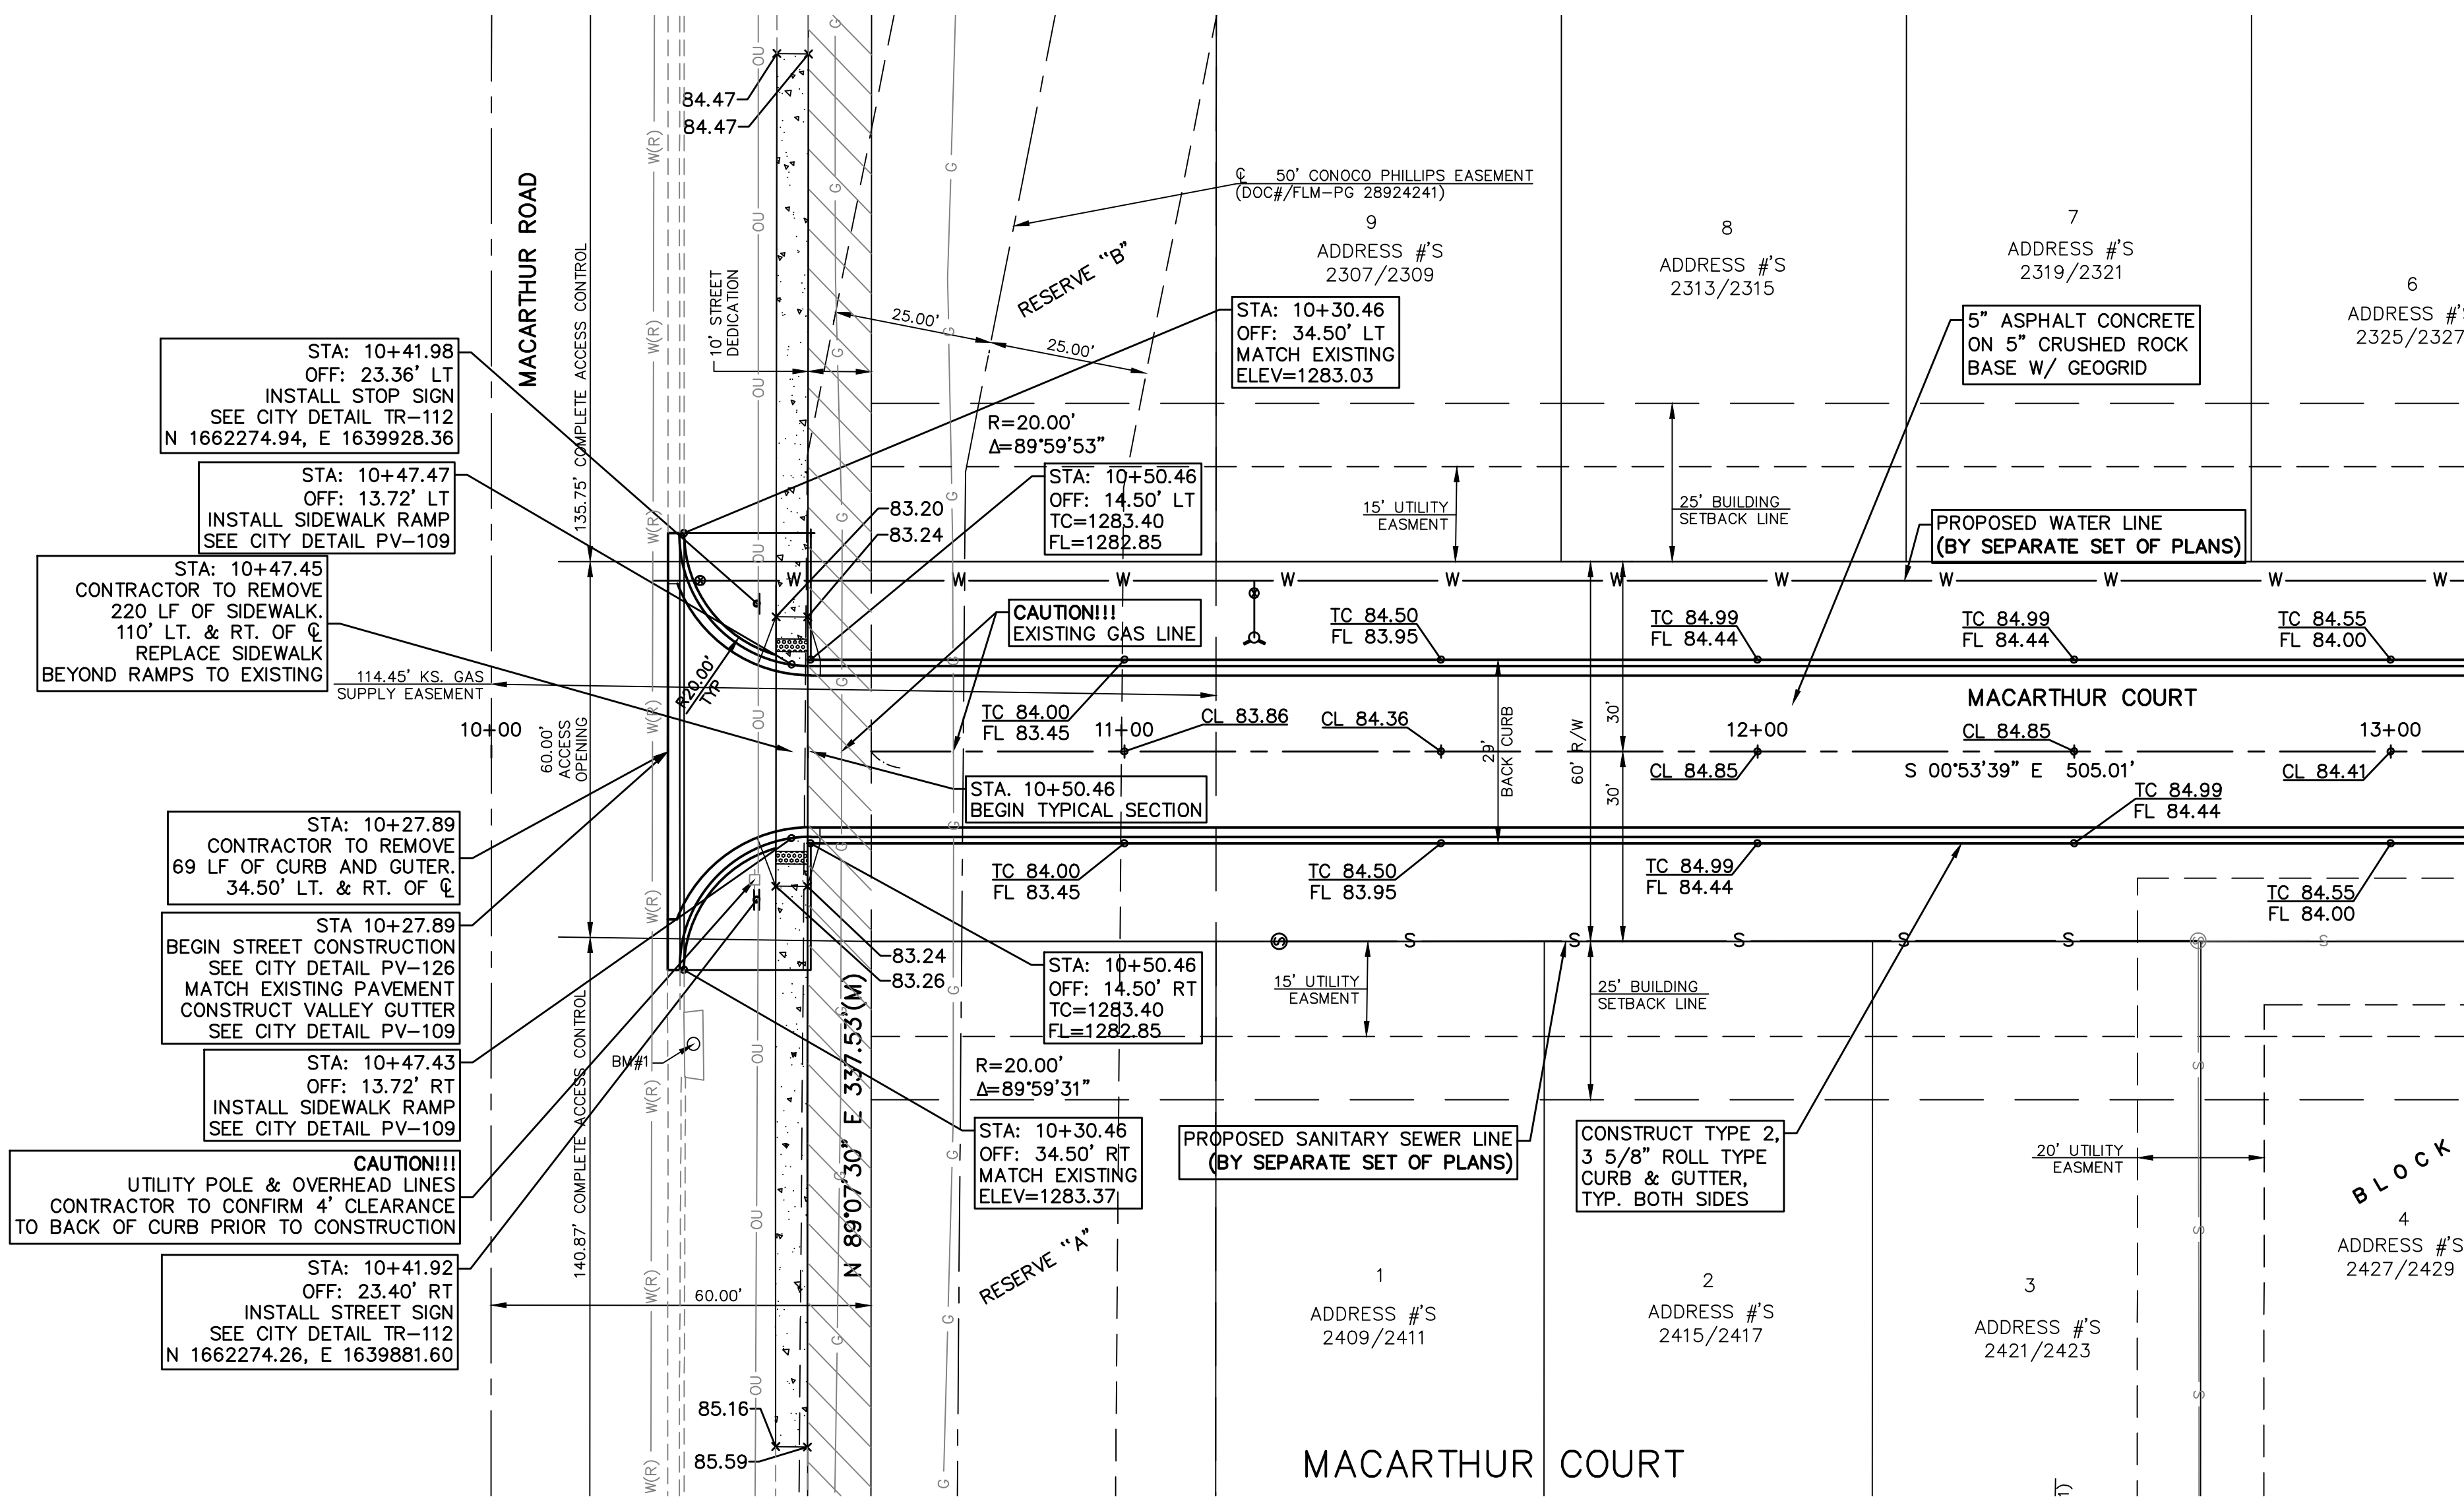 84.47
84.47
MACARTHUR ROAD
135.75' COMPLETE ACCESS CONTROL
10' STREET
DEDICATION
℄ 50' CONOCO PHILLIPS EASEMENT
(DOC#/FLM-PG 28924241)
RESERVE "B"
25.00'
25.00'
9
ADDRESS #'S
2307/2309
8
ADDRESS #'S
2313/2315
7
ADDRESS #'S
2319/2321
6
ADDRESS #'S
2325/2327
STA: 10+41.98
OFF: 23.36' LT
INSTALL STOP SIGN
SEE CITY DETAIL TR-112
N 1662274.94, E 1639928.36
STA: 10+30.46
OFF: 34.50' LT
MATCH EXISTING
ELEV=1283.03
5" ASPHALT CONCRETE
ON 5" CRUSHED ROCK
BASE W/ GEOGRID
R=20.00'
Δ=89°59'53"
STA: 10+47.47
OFF: 13.72' LT
INSTALL SIDEWALK RAMP
SEE CITY DETAIL PV-109
STA: 10+50.46
OFF: 14.50' LT
TC=1283.40
FL=1282.85
83.20
83.24
15' UTILITY
EASMENT
25' BUILDING
SETBACK LINE
PROPOSED WATER LINE
(BY SEPARATE SET OF PLANS)
STA: 10+47.45
CONTRACTOR TO REMOVE
220 LF OF SIDEWALK.
110' LT. & RT. OF ℄
REPLACE SIDEWALK
BEYOND RAMPS TO EXISTING
W W W W W W W W W W W
CAUTION!!!
EXISTING GAS LINE
TC 84.50
FL 83.95
TC 84.99
FL 84.44
TC 84.99
FL 84.44
TC 84.55
FL 84.00
114.45' KS. GAS
SUPPLY EASEMENT
R20.00'
TYP
MACARTHUR COURT
10+00
60.00'
ACCESS
OPENING
TC 84.00
FL 83.45
11+00
CL 83.86
CL 84.36
29'
BACK CURB
60' R/W
30'
30'
12+00
CL 84.85
CL 84.85
13+00
CL 84.41
S 00°53'39" E 505.01'
STA. 10+50.46
BEGIN TYPICAL SECTION
TC 84.99
FL 84.44
STA: 10+27.89
CONTRACTOR TO REMOVE
69 LF OF CURB AND GUTER.
34.50' LT. & RT. OF ℄
TC 84.00
FL 83.45
TC 84.50
FL 83.95
TC 84.99
FL 84.44
TC 84.55
FL 84.00
STA 10+27.89
BEGIN STREET CONSTRUCTION
SEE CITY DETAIL PV-126
MATCH EXISTING PAVEMENT
CONSTRUCT VALLEY GUTTER
SEE CITY DETAIL PV-109
83.24
83.26
S S S S S S S S
STA: 10+50.46
OFF: 14.50' RT
TC=1283.40
FL=1282.85
15' UTILITY
EASMENT
25' BUILDING
SETBACK LINE
140.87' COMPLETE ACCESS CONTROL
BM#1
N 89°07'30" E 337.53'(M)
STA: 10+47.43
OFF: 13.72' RT
INSTALL SIDEWALK RAMP
SEE CITY DETAIL PV-109
R=20.00'
Δ=89°59'31"
STA: 10+30.46
OFF: 34.50' RT
MATCH EXISTING
ELEV=1283.37
PROPOSED SANITARY SEWER LINE
(BY SEPARATE SET OF PLANS)
CONSTRUCT TYPE 2,
3 5/8" ROLL TYPE
CURB & GUTTER,
TYP. BOTH SIDES
20' UTILITY
EASMENT
BLOCK
CAUTION!!!
UTILITY POLE & OVERHEAD LINES
CONTRACTOR TO CONFIRM 4' CLEARANCE
TO BACK OF CURB PRIOR TO CONSTRUCTION
STA: 10+41.92
OFF: 23.40' RT
INSTALL STREET SIGN
SEE CITY DETAIL TR-112
N 1662274.26, E 1639881.60
60.00'
RESERVE "A"
1
ADDRESS #'S
2409/2411
2
ADDRESS #'S
2415/2417
3
ADDRESS #'S
2421/2423
4
ADDRESS #'S
2427/2429
85.16
85.59
MACARTHUR COURT
W(R) W(R) W(R) W(R) W(R) W(R) W(R) W(R)
OU OU OU OU OU OU OU OU
G G G G G G G G